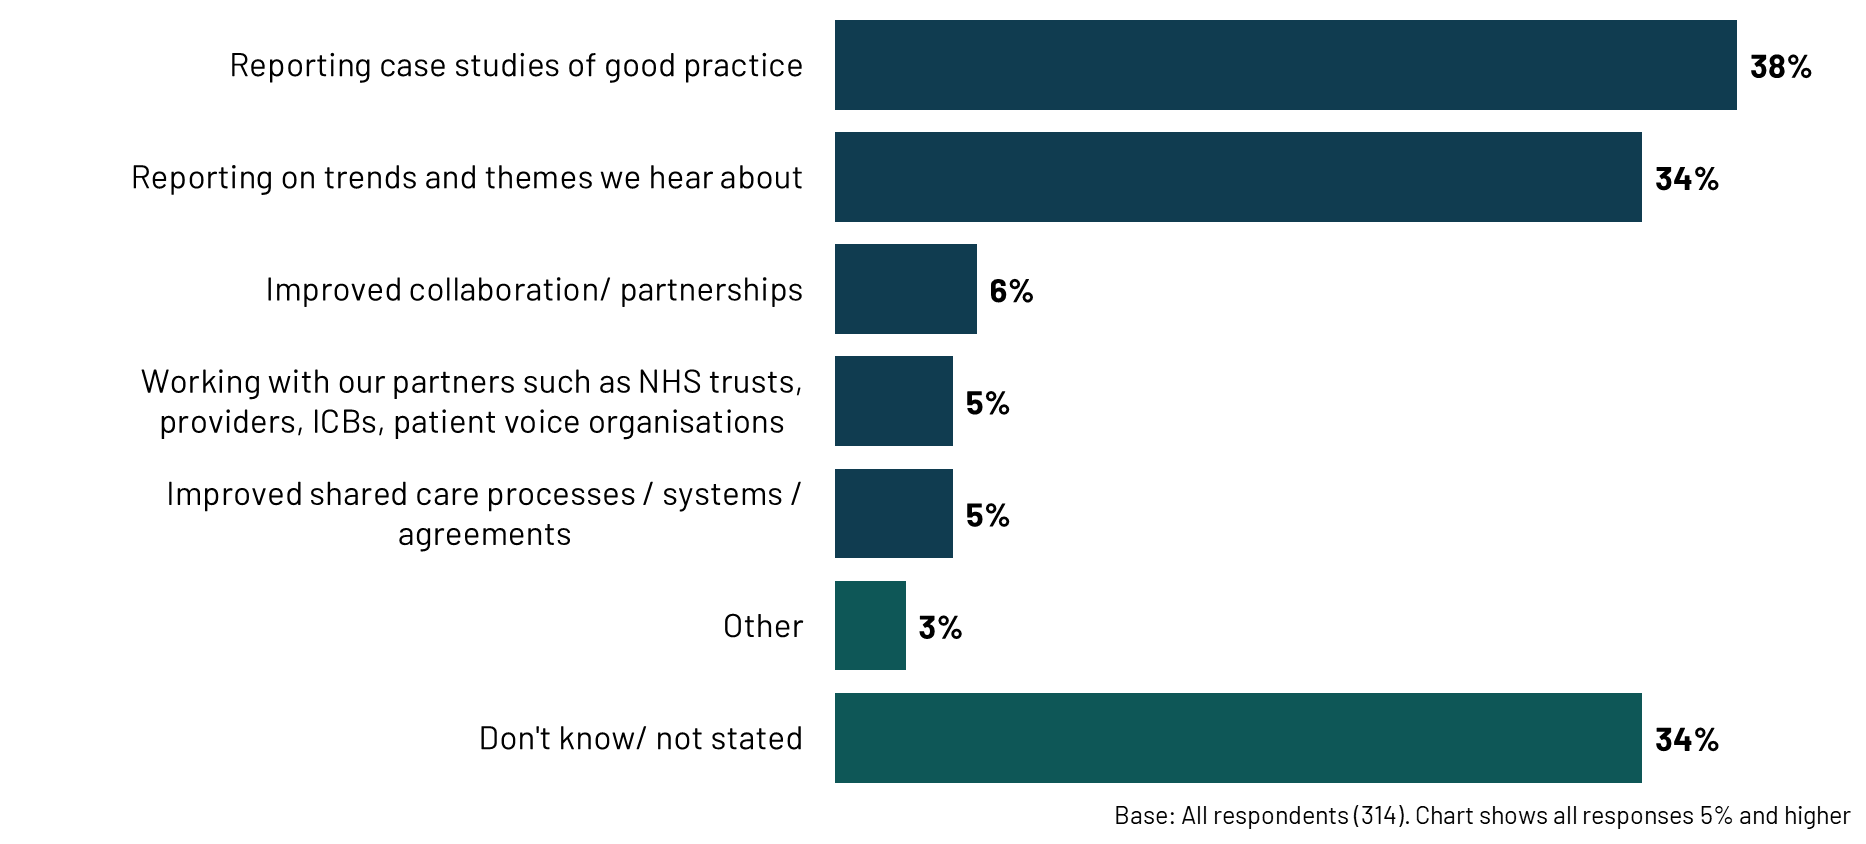 Reporting case studies of good practice 38%
Reporting on trends and themes we hear about 34%
Improved collaboration/ partnerships 6%
Working with our partners such as NHS trusts,
providers, ICBs, patient voice organisations 5%
Improved shared care processes / systems /
agreements 5%
Other 3%
Don't know/ not stated 34%
Base: All respondents (314). Chart shows all responses 5% and higher